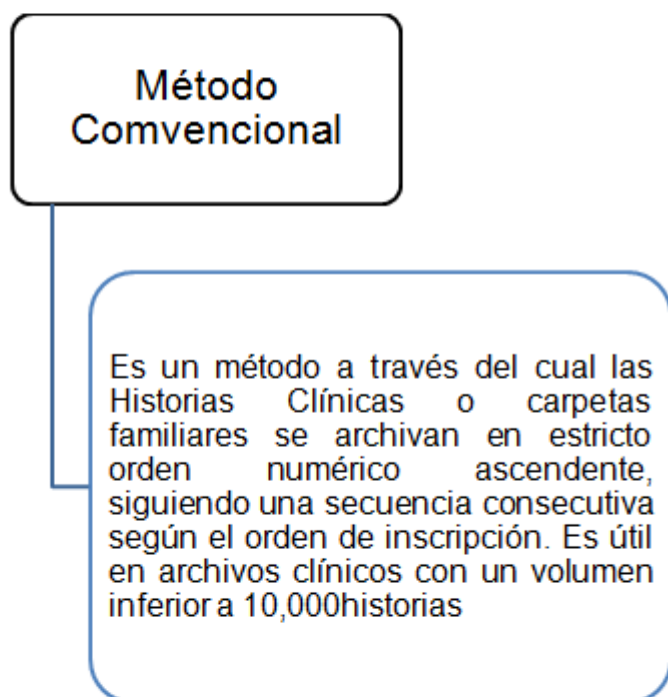 Método
Comvencional
Es un método a través del cual las
Historias Clínicas o carpetas
familiares se archivan en estricto
orden numérico ascendente,
siguiendo una secuencia consecutiva
según el orden de inscripción. Es útil
en archivos clínicos con un volumen
inferior a 10,000historias